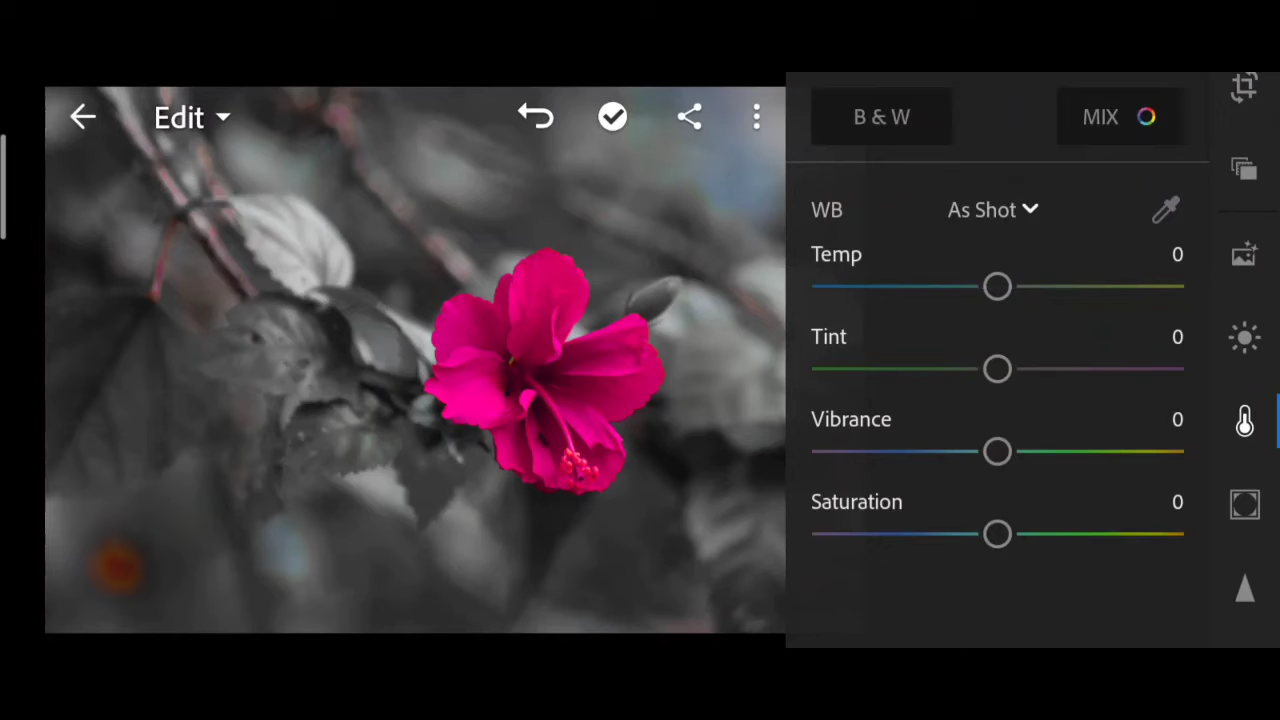 Edit
B & W
MIX
WB
As Shot
Temp
0
Tint
0
Vibrance
0
Saturation
0